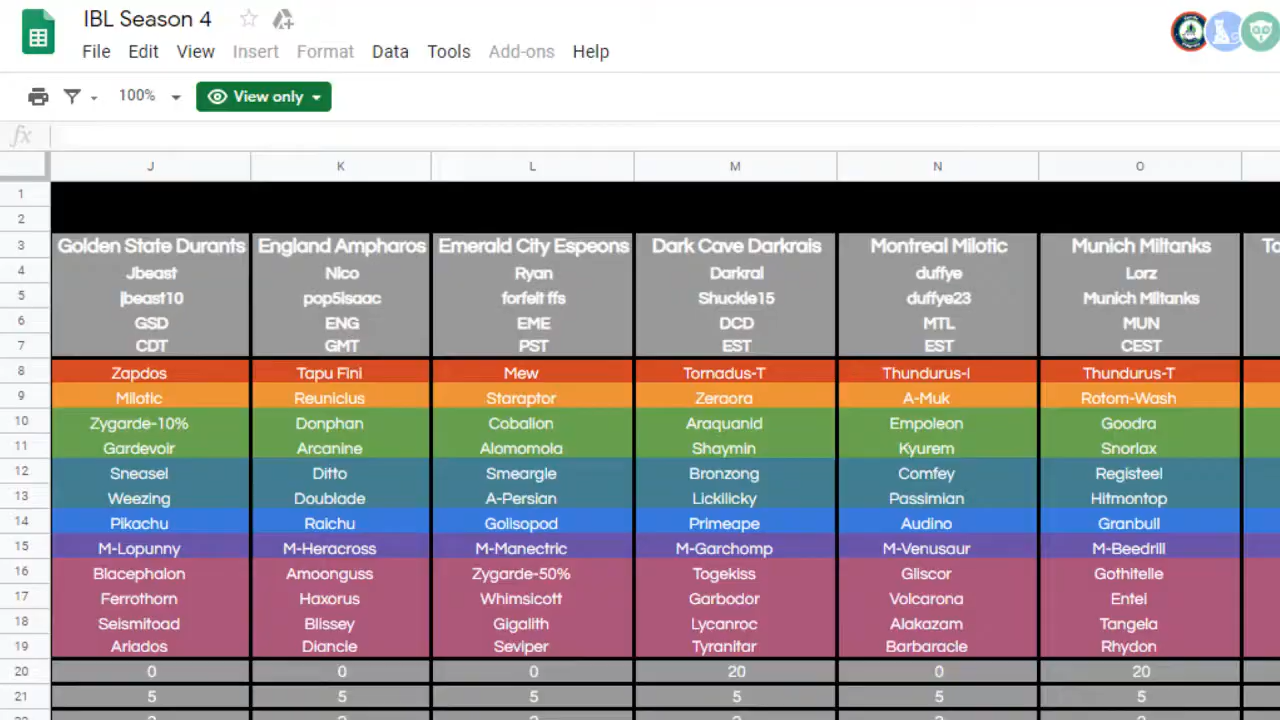 IBL Season 4
File Edit View Insert Format Data Tools Add-ons Help
100% View only
fx
J K L M N O
1
2
3 Golden State Durants England Ampharos Emerald City Espeons Dark Cave Darkrais Montreal Milotic Munich Miltanks
4 Jbeast Nico Ryan Darkral duffye Lorz
5 jbeast10 pop5isaac forfeit ffs Shuckle15 duffye23 Munich Miltanks
6 GSD ENG EME DCD MTL MUN
7 CDT GMT PST EST EST CEST
8 Zapdos Tapu Fini Mew Tornadus-T Thundurus-I Thundurus-T
9 Milotic Reuniclus Staraptor Zeraora A-Muk Rotom-Wash
10 Zygarde-10% Donphan Cobalion Araquanid Empoleon Goodra
11 Gardevoir Arcanine Alomomola Shaymin Kyurem Snorlax
12 Sneasel Ditto Smeargle Bronzong Comfey Registeel
13 Weezing Doublade A-Persian Lickilicky Passimian Hitmontop
14 Pikachu Raichu Golisopod Primeape Audino Granbull
15 M-Lopunny M-Heracross M-Manectric M-Garchomp M-Venusaur M-Beedrill
16 Blacephalon Amoonguss Zygarde-50% Togekiss Gliscor Gothitelle
17 Ferrothorn Haxorus Whimsicott Garbodor Volcarona Entei
18 Seismitoad Blissey Gigalith Lycanroc Alakazam Tangela
19 Ariados Diancie Seviper Tyranitar Barbaracle Rhydon
20 0 0 0 20 0 20
21 5 5 5 5 5 5